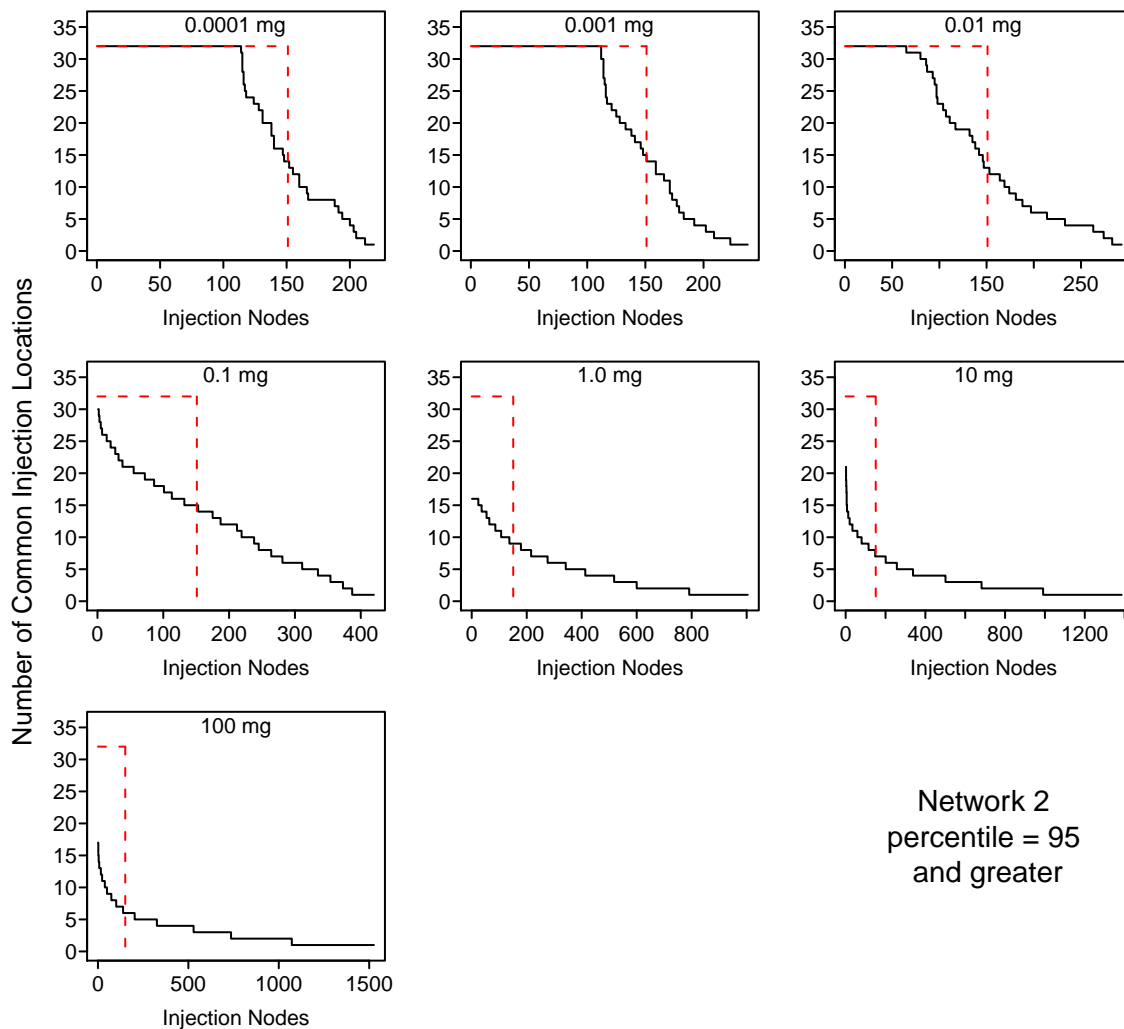 Number of Common Injection Locations
0.0001 mg
35
30
25
20
15
10
5
0
0 50 100 150 200
Injection Nodes
0.001 mg
35
30
25
20
15
10
5
0
0 50 100 150 200
Injection Nodes
0.01 mg
35
30
25
20
15
10
5
0
0 50 150 250
Injection Nodes
0.1 mg
35
30
25
20
15
10
5
0
0 100 200 300 400
Injection Nodes
1.0 mg
35
30
25
20
15
10
5
0
0 200 400 600 800
Injection Nodes
10 mg
35
30
25
20
15
10
5
0
0 400 800 1200
Injection Nodes
100 mg
35
30
25
20
15
10
5
0
0 500 1000 1500
Injection Nodes
Network 2
percentile = 95
and greater